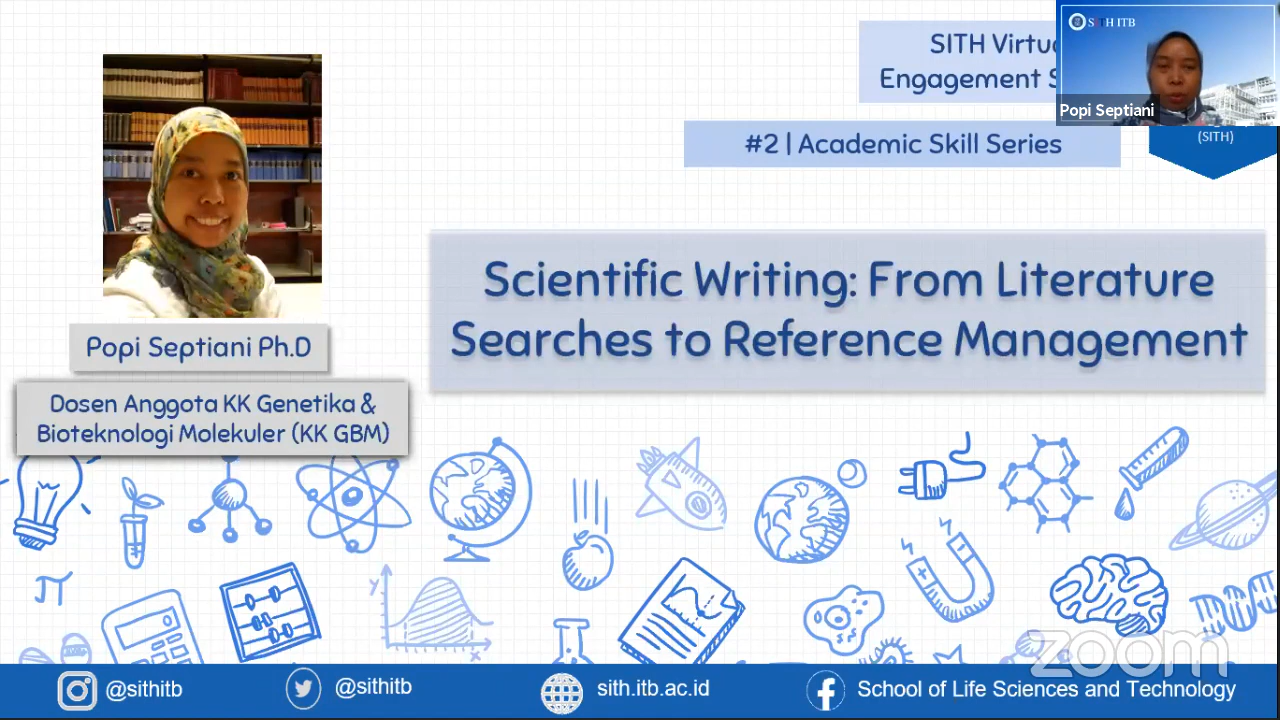 SITH Virtu
Engagement S
SITH ITB
Popi Septiani
#2 | Academic Skill Series
(SITH)
Scientific Writing: From Literature
Searches to Reference Management
Popi Septiani Ph.D
Dosen Anggota KK Genetika &
Bioteknologi Molekuler (KK GBM)
π
y
x
zoom
@sithitb
@sithitb
sith.itb.ac.id
School of Life Sciences and Technology